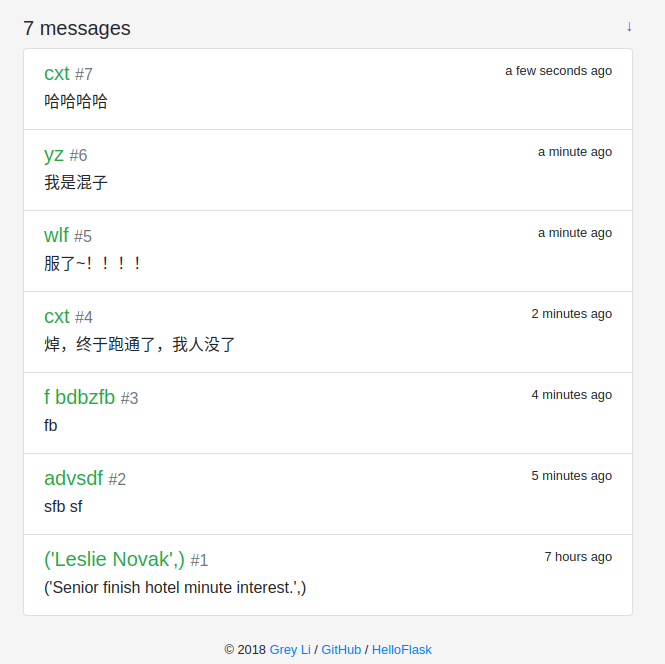 7 messages ↓
cxt #7 a few seconds ago
哈哈哈哈
yz #6 a minute ago
我是混子
wlf #5 a minute ago
服了~！！！！
cxt #4 2 minutes ago
焯，终于跑通了，我人没了
f bdbzfb #3 4 minutes ago
fb
advsdf #2 5 minutes ago
sfb sf
('Leslie Novak',) #1 7 hours ago
('Senior finish hotel minute interest.',)
© 2018 Grey Li / GitHub / HelloFlask